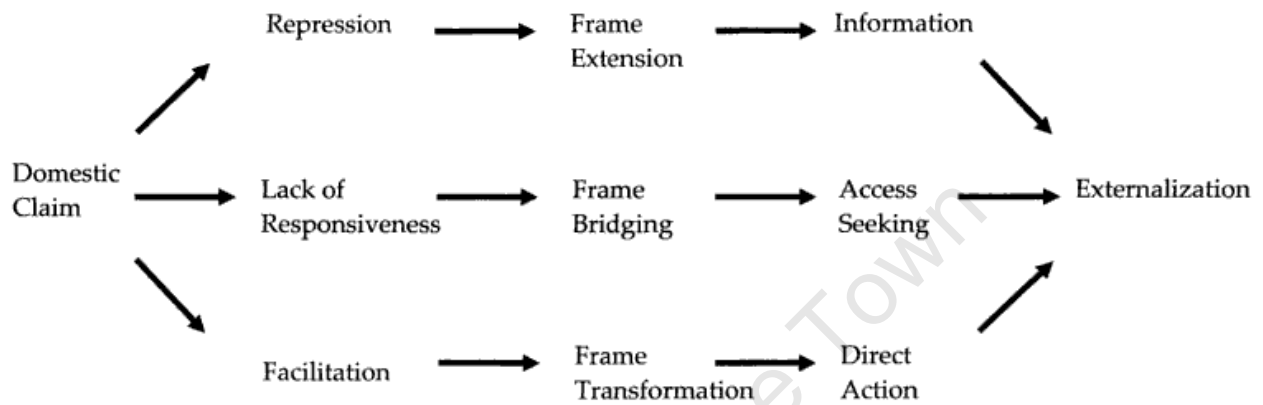 Repression
Frame
Extension
Information
Domestic
Claim
Lack of
Responsiveness
Frame
Bridging
Access
Seeking
Externalization
Facilitation
Frame
Transformation
Direct
Action
Town